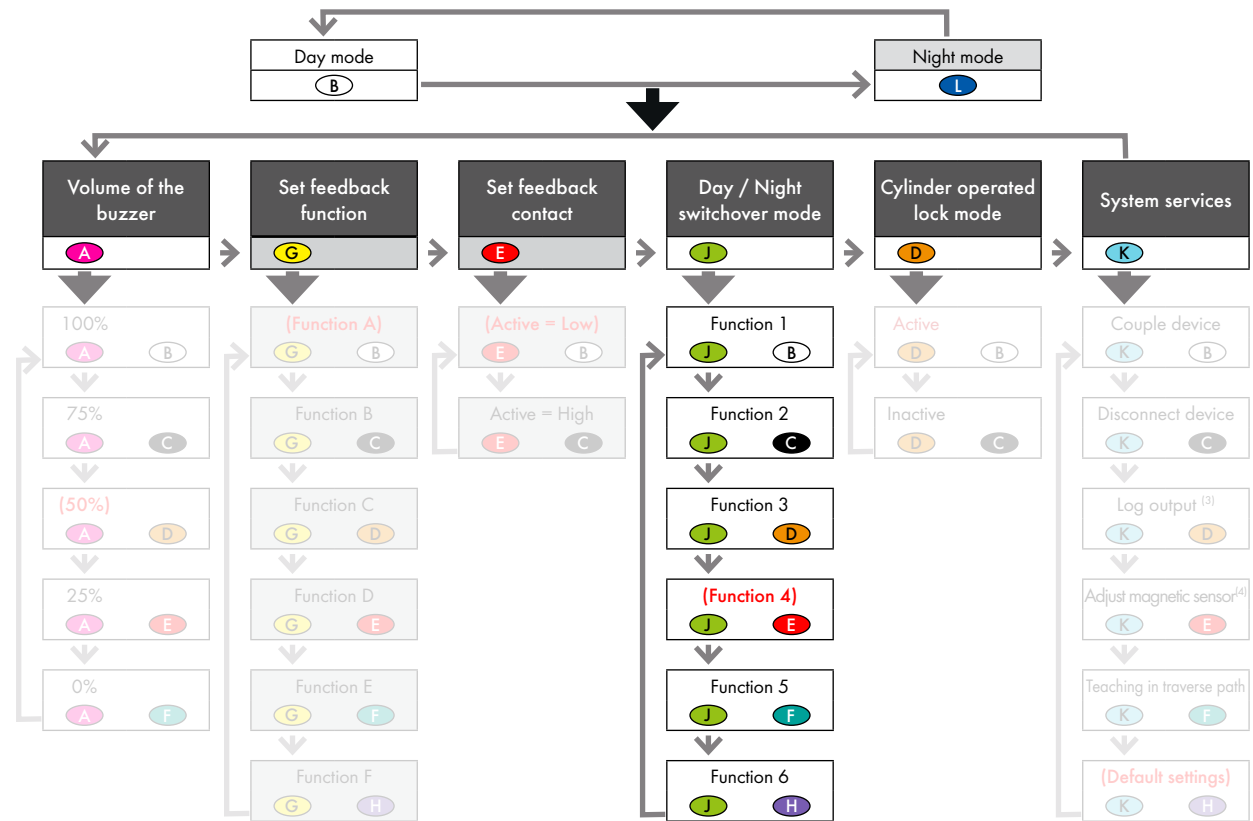 Day mode
B
Night mode
L
Volume of the
buzzer
A
Set feedback
function
G
Set feedback
contact
E
Day / Night
switchover mode
J
Cylinder operated
lock mode
D
System services
K
100%
A B
75%
A C
(50%)
A D
25%
A E
0%
A F
(Function A)
G B
Function B
G C
Function C
G D
Function D
G E
Function E
G F
Function F
G H
(Active = Low)
E B
Active = High
E C
Function 1
J B
Function 2
J C
Function 3
J D
(Function 4)
J E
Function 5
J F
Function 6
J H
Active
D B
Inactive
D C
Couple device
K B
Disconnect device
K C
Log output (3)
K D
Adjust magnetic sensor(4)
K E
Teaching in traverse path
K F
(Default settings)
K H